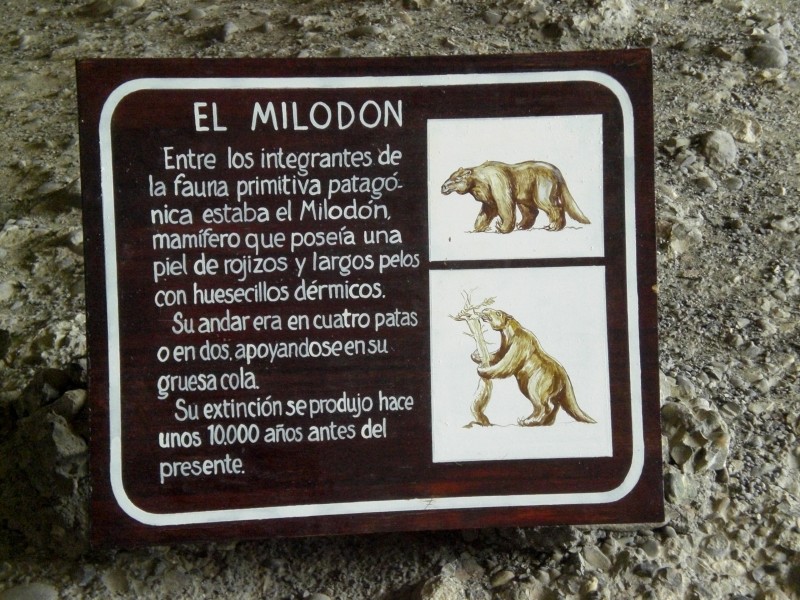 EL MILODON
Entre los integrantes de
la fauna primitiva patagó-
nica estaba el Milodón,
mamífero que poseía una
piel de rojizos y largos pelos
con huesecillos dérmicos.
Su andar era en cuatro patas
o en dos, apoyandose en su
gruesa cola.
Su extinción se produjo hace
unos 10.000 años antes del
presente.